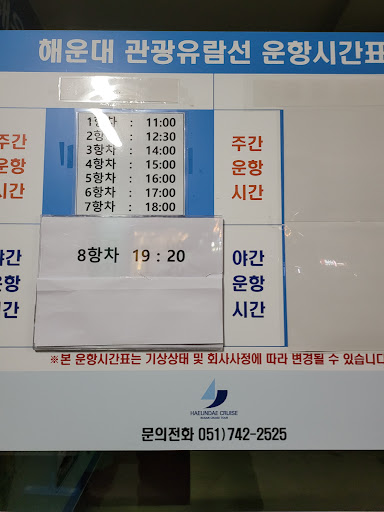 해운대 관광유람선 운항시간표
주간
운항
시간
1항차 : 11:00
2항차 : 12:30
3항차 : 14:00
4항차 : 15:00
5항차 : 16:00
6항차 : 17:00
7항차 : 18:00
주간
운항
시간
야간
운항
시간
8항차 19 : 20
야간
운항
시간
※본 운항시간표는 기상상태 및 회사사정에 따라 변경될 수 있습니다
HAEUNDAE CRUISE
문의전화 051)742-2525